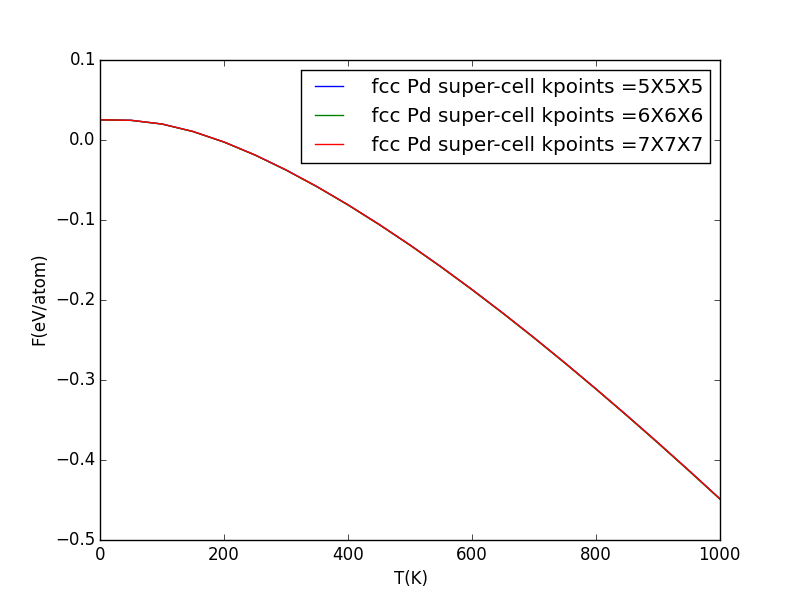 0.1
0.0
−0.1
−0.2
−0.3
−0.4
−0.5
F(eV/atom)
fcc Pd super-cell kpoints =5X5X5
fcc Pd super-cell kpoints =6X6X6
fcc Pd super-cell kpoints =7X7X7
0 200 400 600 800 1000
T(K)